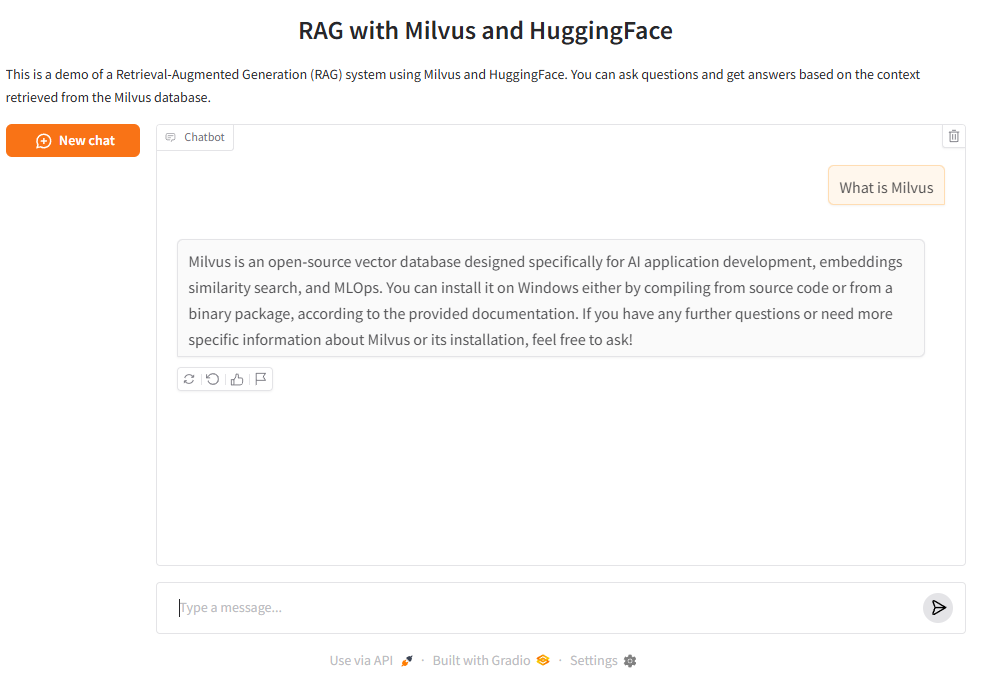 RAG with Milvus and HuggingFace
This is a demo of a Retrieval-Augmented Generation (RAG) system using Milvus and HuggingFace. You can ask questions and get answers based on the context
retrieved from the Milvus database.
New chat
Chatbot
What is Milvus
Milvus is an open-source vector database designed specifically for AI application development, embeddings
similarity search, and MLOps. You can install it on Windows either by compiling from source code or from a
binary package, according to the provided documentation. If you have any further questions or need more
specific information about Milvus or its installation, feel free to ask!
Type a message...
Use via API · Built with Gradio · Settings